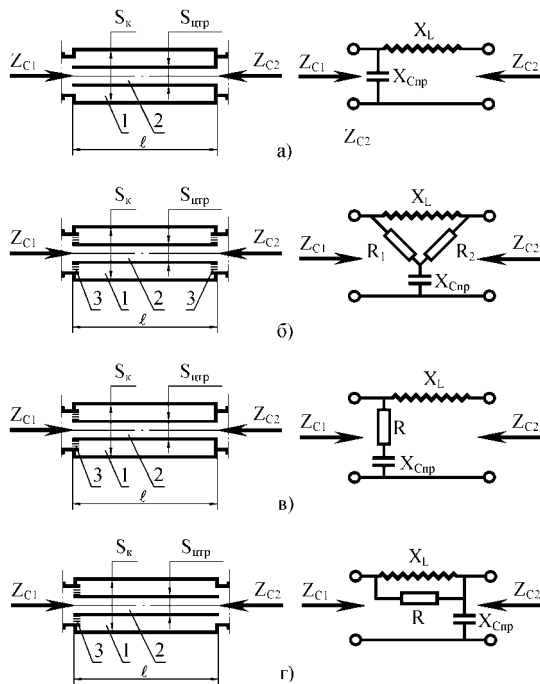 Sк Sцтр
ZC1 ZC2
1 2
ℓ
XL
ZC1 XCпр ZC2
ZC2
а)
Sк Sцтр
ZC1 ZC2
3 1 2 3
ℓ
XL
ZC1 R1 R2 ZC2
XCпр
б)
Sк Sцтр
ZC1 ZC2
3 1 2
ℓ
XL
ZC1 R ZC2
XCпр
в)
Sк Sцтр
ZC1 ZC2
3 1 2
ℓ
XL
ZC1 ZC2
R XCпр
г)